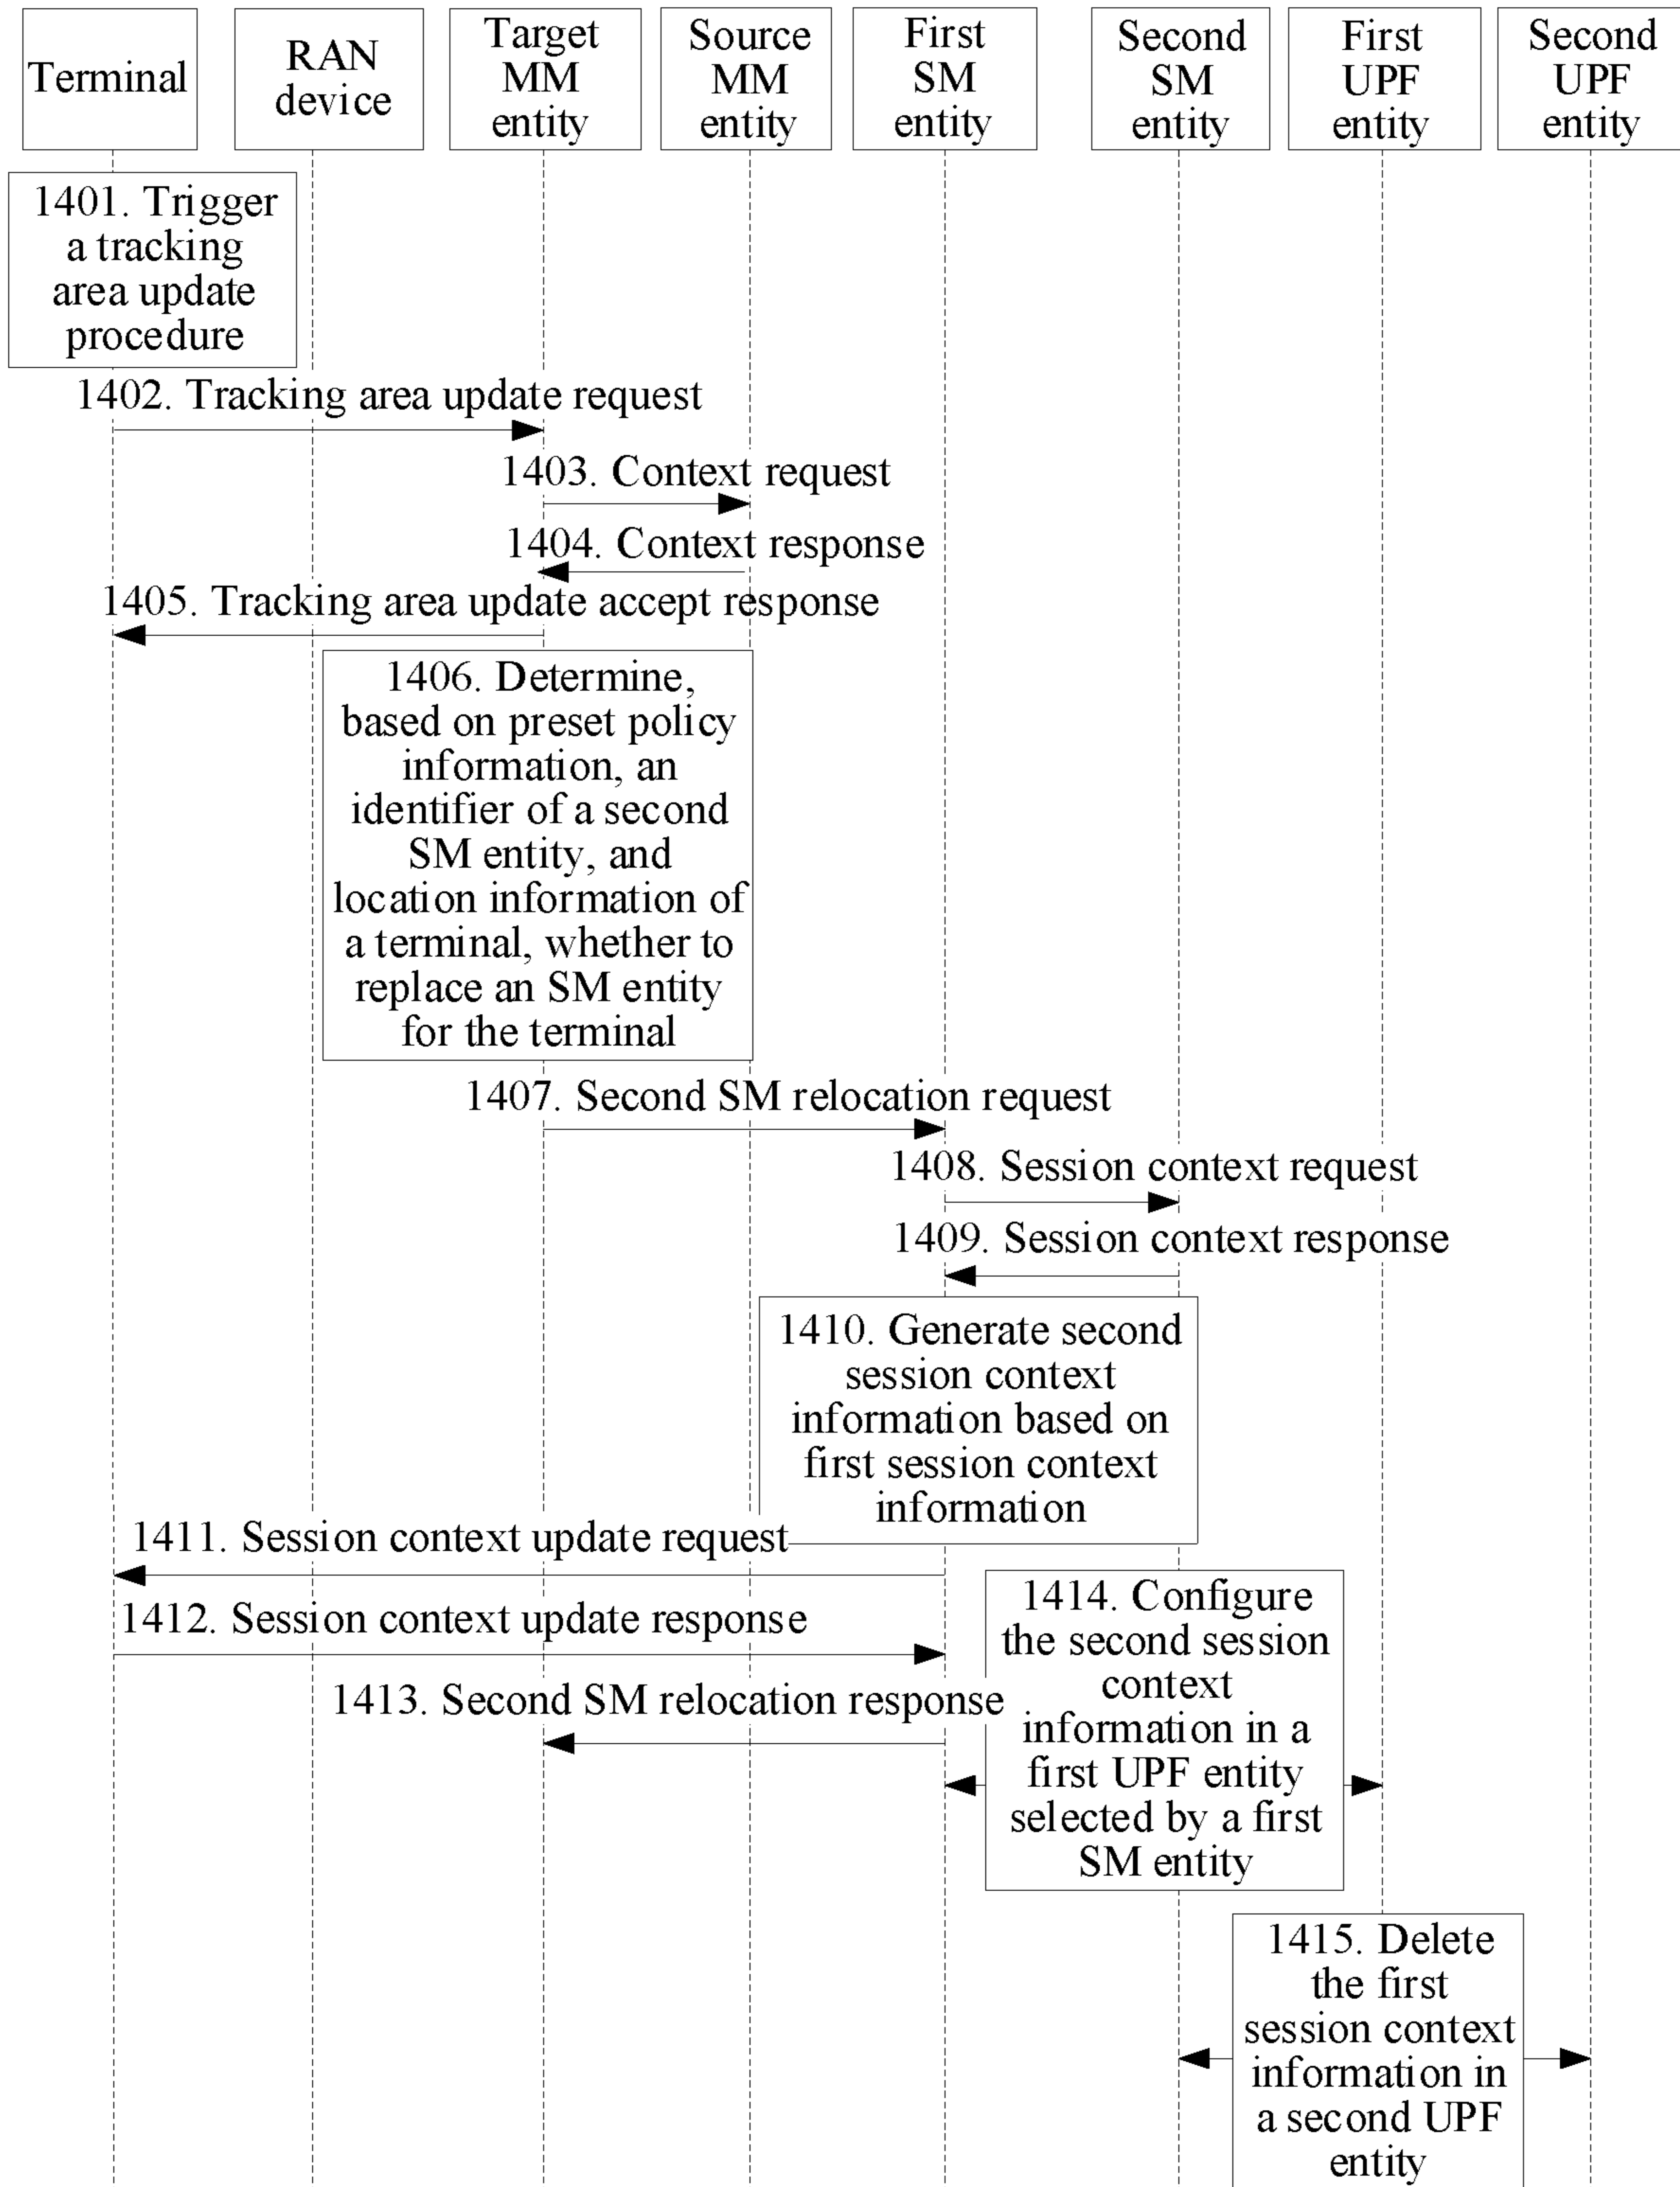 Terminal
RAN
device
Target
MM
entity
Source
MM
entity
First
SM
entity
Second
SM
entity
First
UPF
entity
Second
UPF
entity
1401. Trigger
a tracking
area update
procedure
1402. Tracking area update request
1403. Context request
1404. Context response
1405. Tracking area update accept response
1406. Determine,
based on preset policy
information, an
identifier of a second
SM entity, and
location information of
a terminal, whether to
replace an SM entity
for the terminal
1407. Second SM relocation request
1408. Session context request
1409. Session context response
1410. Generate second
session context
information based on
first session context
information
1411. Session context update request
1412. Session context update response
1413. Second SM relocation response
1414. Configure
the second session
context
information in a
first UPF entity
selected by a first
SM entity
1415. Delete
the first
session context
information in
a second UPF
entity